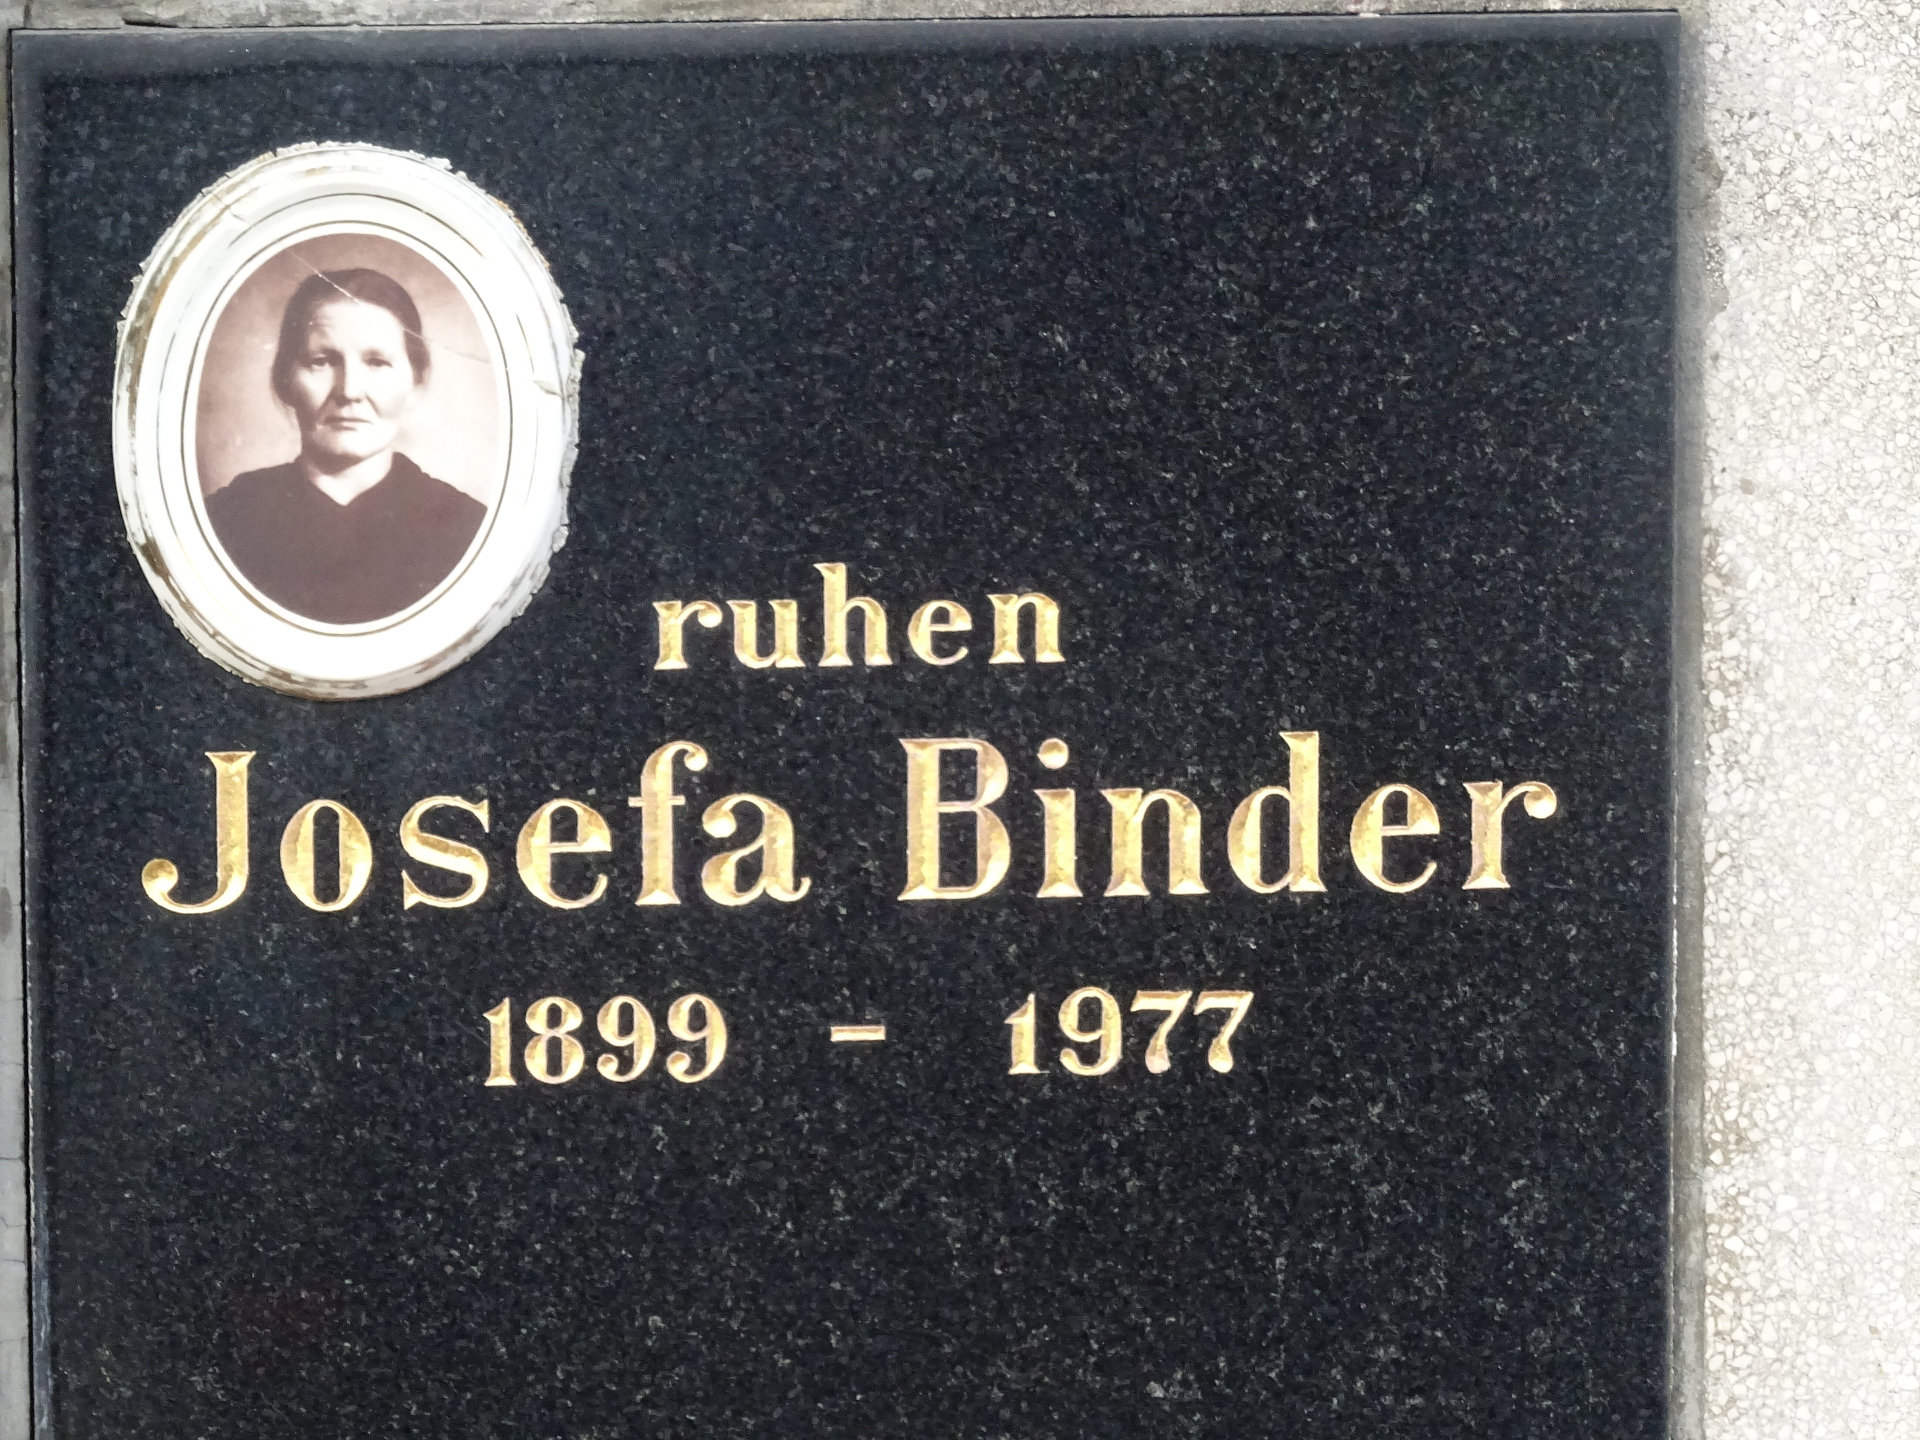 ruhen
Josefa Binder
1899 - 1977